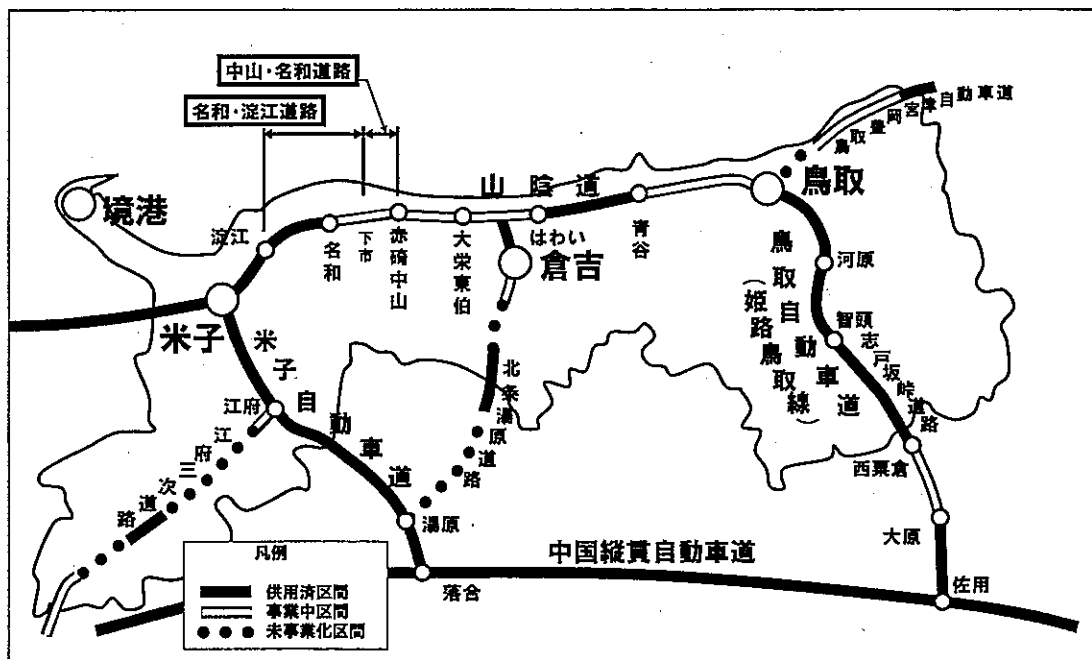 中山・名和道路
名和・淀江道路
鳥取豊岡宮津自動車道
山陰道
鳥取
境港
淀江
名和
下市
赤碕中山
大栄東伯
はわい
倉吉
青谷
河原
鳥取自動車道
(姫路鳥取線)
智頭
志戸坂峠道路
米子
米子自動車道
江府
北条湯原道路
江府三次道路
西粟倉
湯原
大原
中国縦貫自動車道
落合
佐用
凡例
供用済区間
事業中区間
未事業化区間